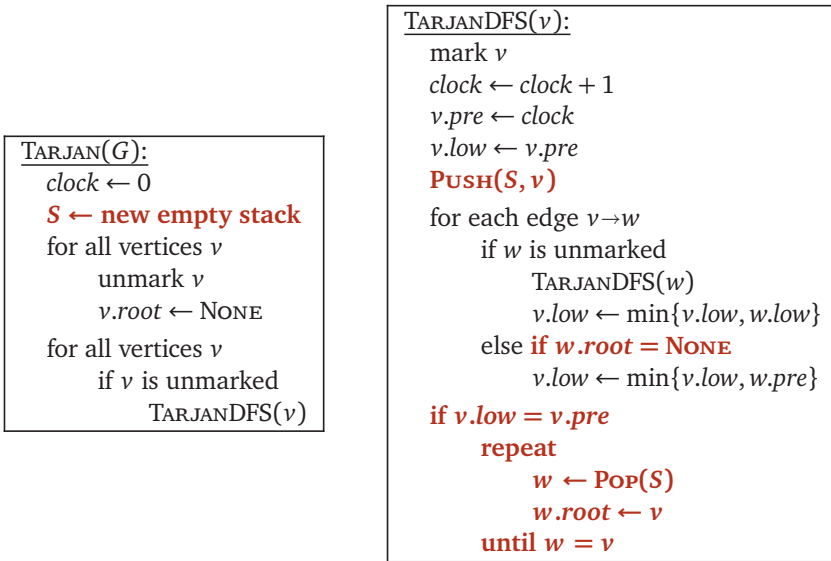 TARJAN(G):
clock ← 0
S ← new empty stack
for all vertices v
unmark v
v.root ← NONE
for all vertices v
if v is unmarked
TARJANDFS(v)
TARJANDFS(v):
mark v
clock ← clock + 1
v.pre ← clock
v.low ← v.pre
PUSH(S, v)
for each edge v→w
if w is unmarked
TARJANDFS(w)
v.low ← min{v.low, w.low}
else if w.root = NONE
v.low ← min{v.low, w.pre}
if v.low = v.pre
repeat
w ← POP(S)
w.root ← v
until w = v